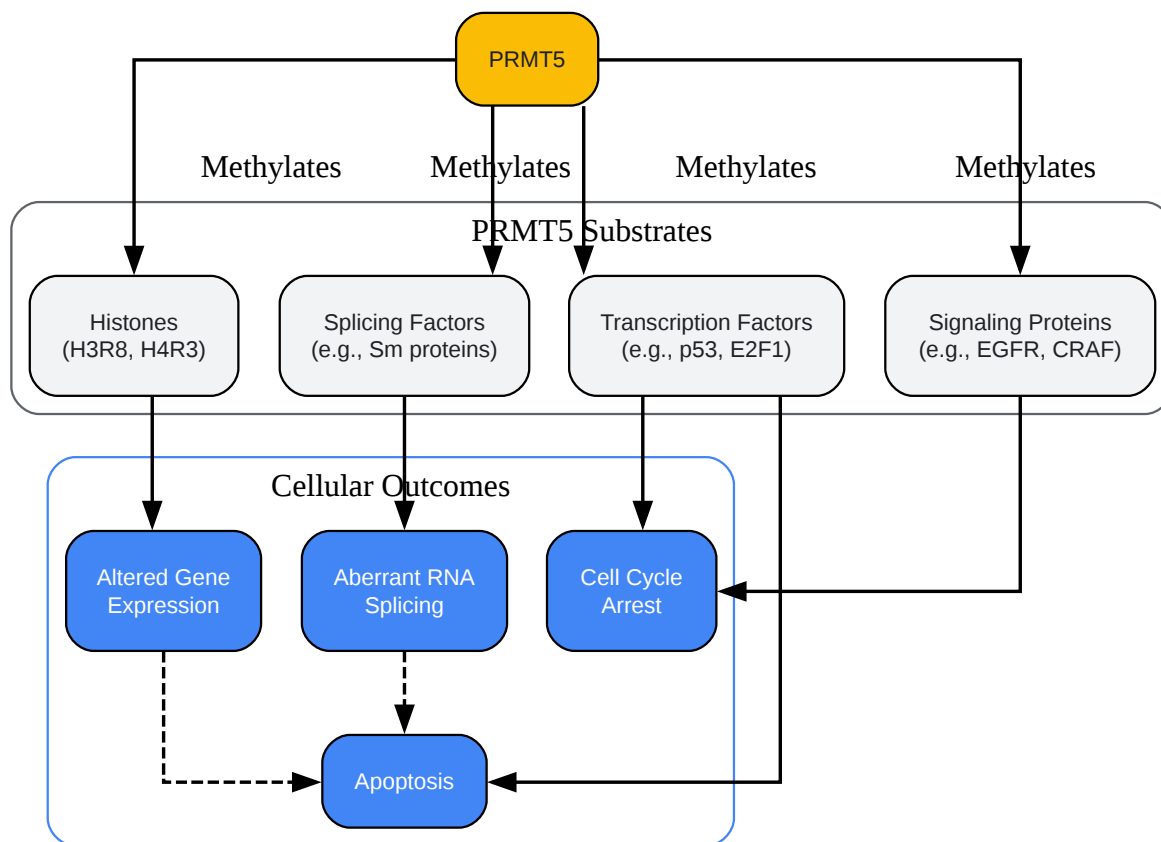 PRMT5
Methylates
Methylates
Methylates
Methylates
PRMT5 Substrates
Histones
(H3R8, H4R3)
Splicing Factors
(e.g., Sm proteins)
Transcription Factors
(e.g., p53, E2F1)
Signaling Proteins
(e.g., EGFR, CRAF)
Cellular Outcomes
Altered Gene
Expression
Aberrant RNA
Splicing
Cell Cycle
Arrest
Apoptosis